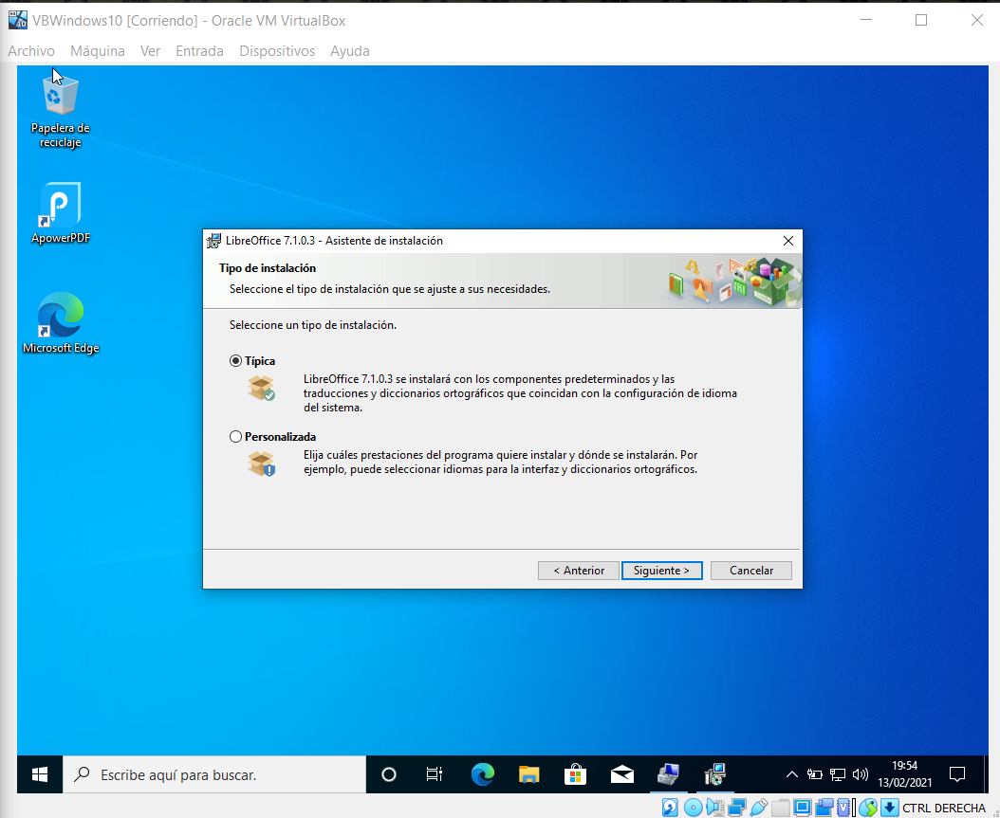 VBWindows10 [Corriendo] - Oracle VM VirtualBox
Archivo Máquina Ver Entrada Dispositivos Ayuda
Papelera de
reciclaje
ApowerPDF
Microsoft Edge
LibreOffice 7.1.0.3 - Asistente de instalación
Tipo de instalación
Seleccione el tipo de instalación que se ajuste a sus necesidades.
Seleccione un tipo de instalación.
Típica
LibreOffice 7.1.0.3 se instalará con los componentes predeterminados y las
traducciones y diccionarios ortográficos que coincidan con la configuración de idioma
del sistema.
Personalizada
Elija cuáles prestaciones del programa quiere instalar y dónde se instalarán. Por
ejemplo, puede seleccionar idiomas para la interfaz y diccionarios ortográficos.
< Anterior Siguiente > Cancelar
Escribe aquí para buscar.
19:54
13/02/2021
CTRL DERECHA